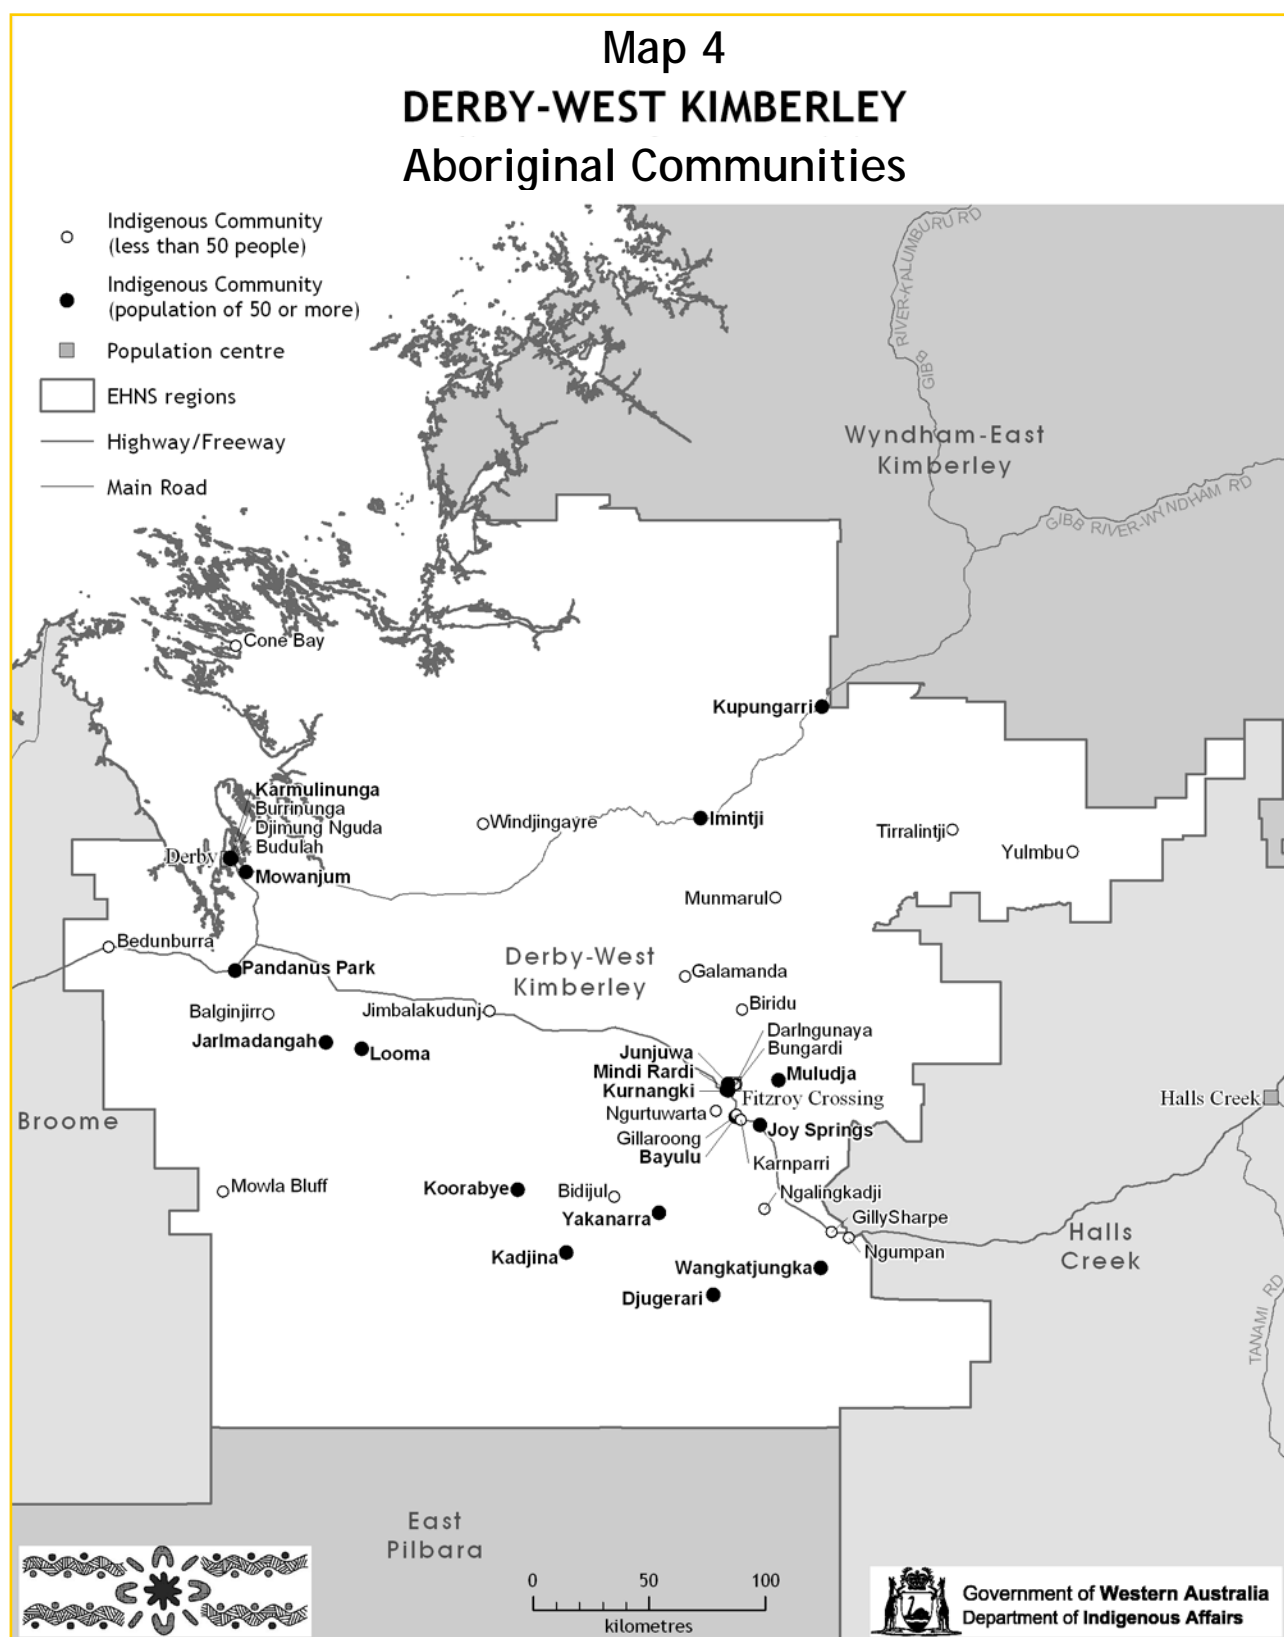 Map 4
DERBY-WEST KIMBERLEY
Aboriginal Communities
Indigenous Community
(less than 50 people)
Indigenous Community
(population of 50 or more)
Population centre
EHNS regions
Highway/Freeway
Main Road
GIBB RIVER-KALUMBURU RD
Wyndham-East
Kimberley
GIBB RIVER-WYNDHAM RD
Cone Bay
Kupungarri
Karmulinunga
Burrinunga
Djimung Nguda
Budulah
Derby
Mowanjum
Windjingayre
Imintji
Tirralintji
Yulmbu
Munmarul
Bedunburra
Pandanus Park
Derby-West
Kimberley
Galamanda
Balginjirr
Jimbalakudunj
Biridu
Jarlmadangah
Looma
Darlngunaya
Bungardi
Junjuwa
Mindi Rardi
Kurnangki
Muludja
Fitzroy Crossing
Halls Creek
Broome
Ngurtuwarta
Gillaroong
Bayulu
Joy Springs
Karnparri
Mowla Bluff
Koorabye
Bidijul
Yakanarra
Ngalingkadji
GillySharpe
Ngumpan
Halls
Creek
Kadjina
Wangkatjungka
Djugerari
TANAMI RD
East
Pilbara
0 50 100
kilometres
Government of Western Australia
Department of Indigenous Affairs